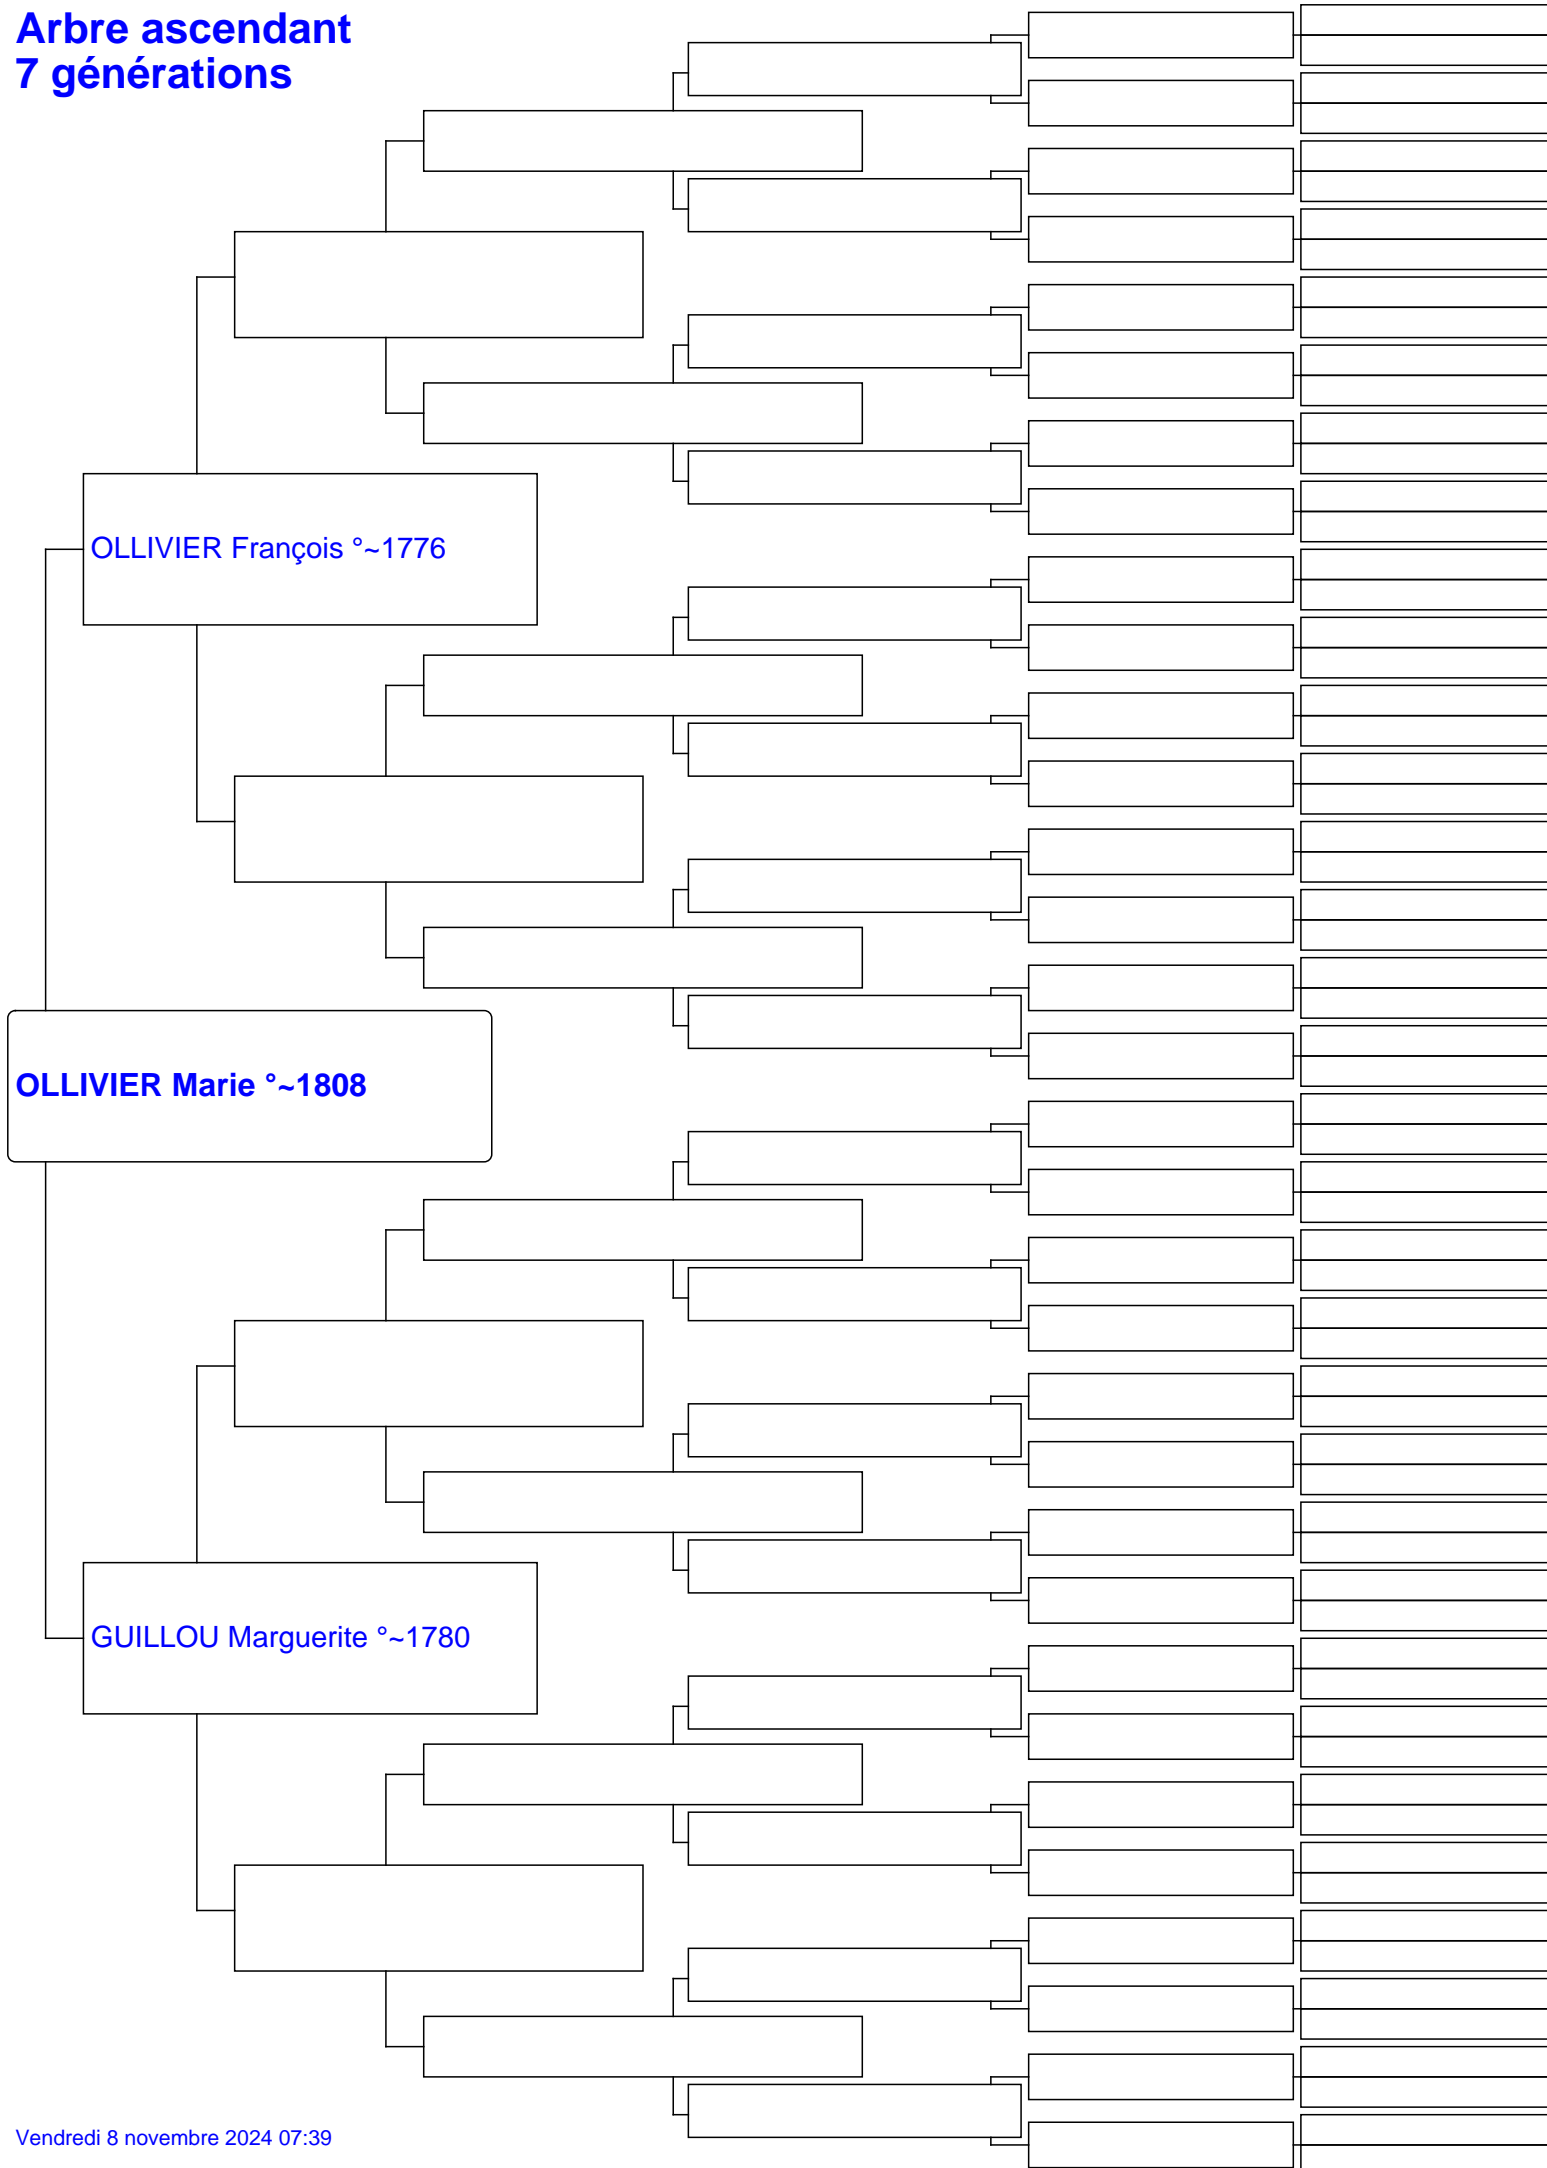 Arbre ascendant
7 générations
OLLIVIER François °~1776
OLLIVIER Marie °~1808
GUILLOU Marguerite °~1780
Vendredi 8 novembre 2024 07:39